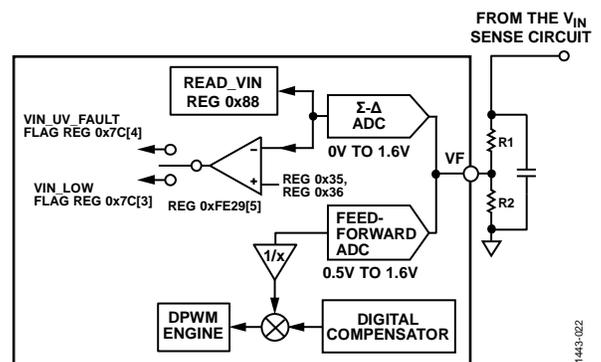 FROM THE VIN
SENSE CIRCUIT
READ_VIN
REG 0x88
Σ-Δ
ADC
0V TO 1.6V
VIN_UV_FAULT
FLAG REG 0x7C[4]
VIN_LOW
FLAG REG 0x7C[3]
–
+
REG 0x35,
REG 0x36
REG 0xFE29[5]
VF
R1
R2
FEED-
FORWARD
ADC
0.5V TO 1.6V
1/x
DPWM
ENGINE
DIGITAL
COMPENSATOR
1443-022